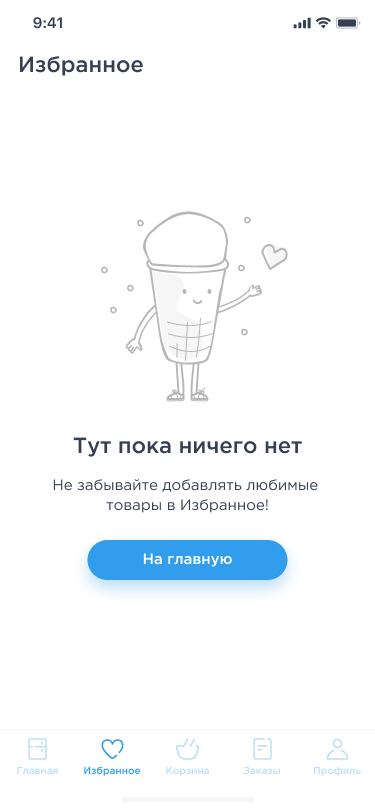 9:41
Избранное
Тут пока ничего нет
Не забывайте добавлять любимые
товары в Избранное!
На главную
Главная
Избранное
Корзина
Заказы
Профиль